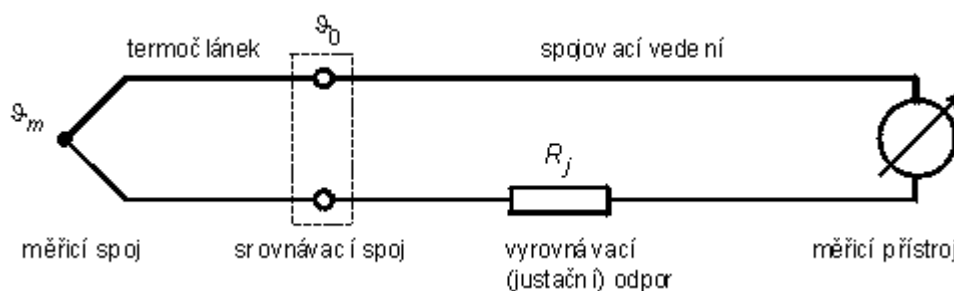 ϑ0
termočlánek
spojovací vedení
ϑm
Rj
měřicí spoj
srovnávací spoj
vyrovnávací
(justační) odpor
měřicí přístroj